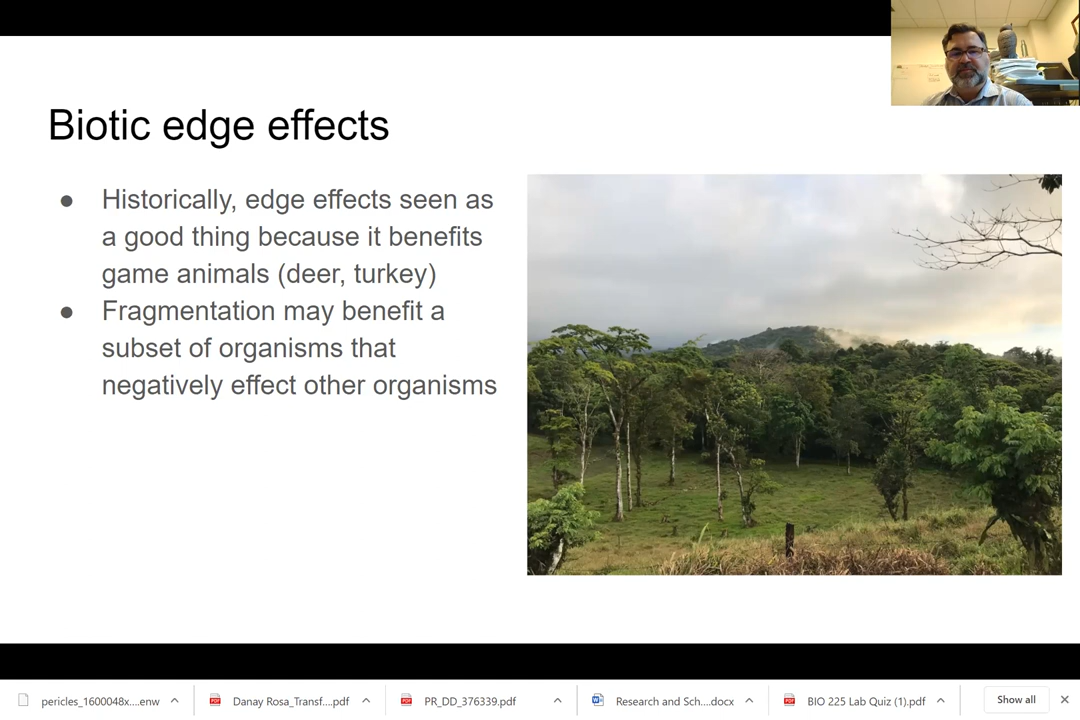 Biotic edge effects
● Historically, edge effects seen as
a good thing because it benefits
game animals (deer, turkey)
● Fragmentation may benefit a
subset of organisms that
negatively effect other organisms
pericles_1600048x....enw
Danay Rosa_Transf....pdf
PR_DD_376339.pdf
Research and Sch....docx
BIO 225 Lab Quiz (1).pdf
Show all